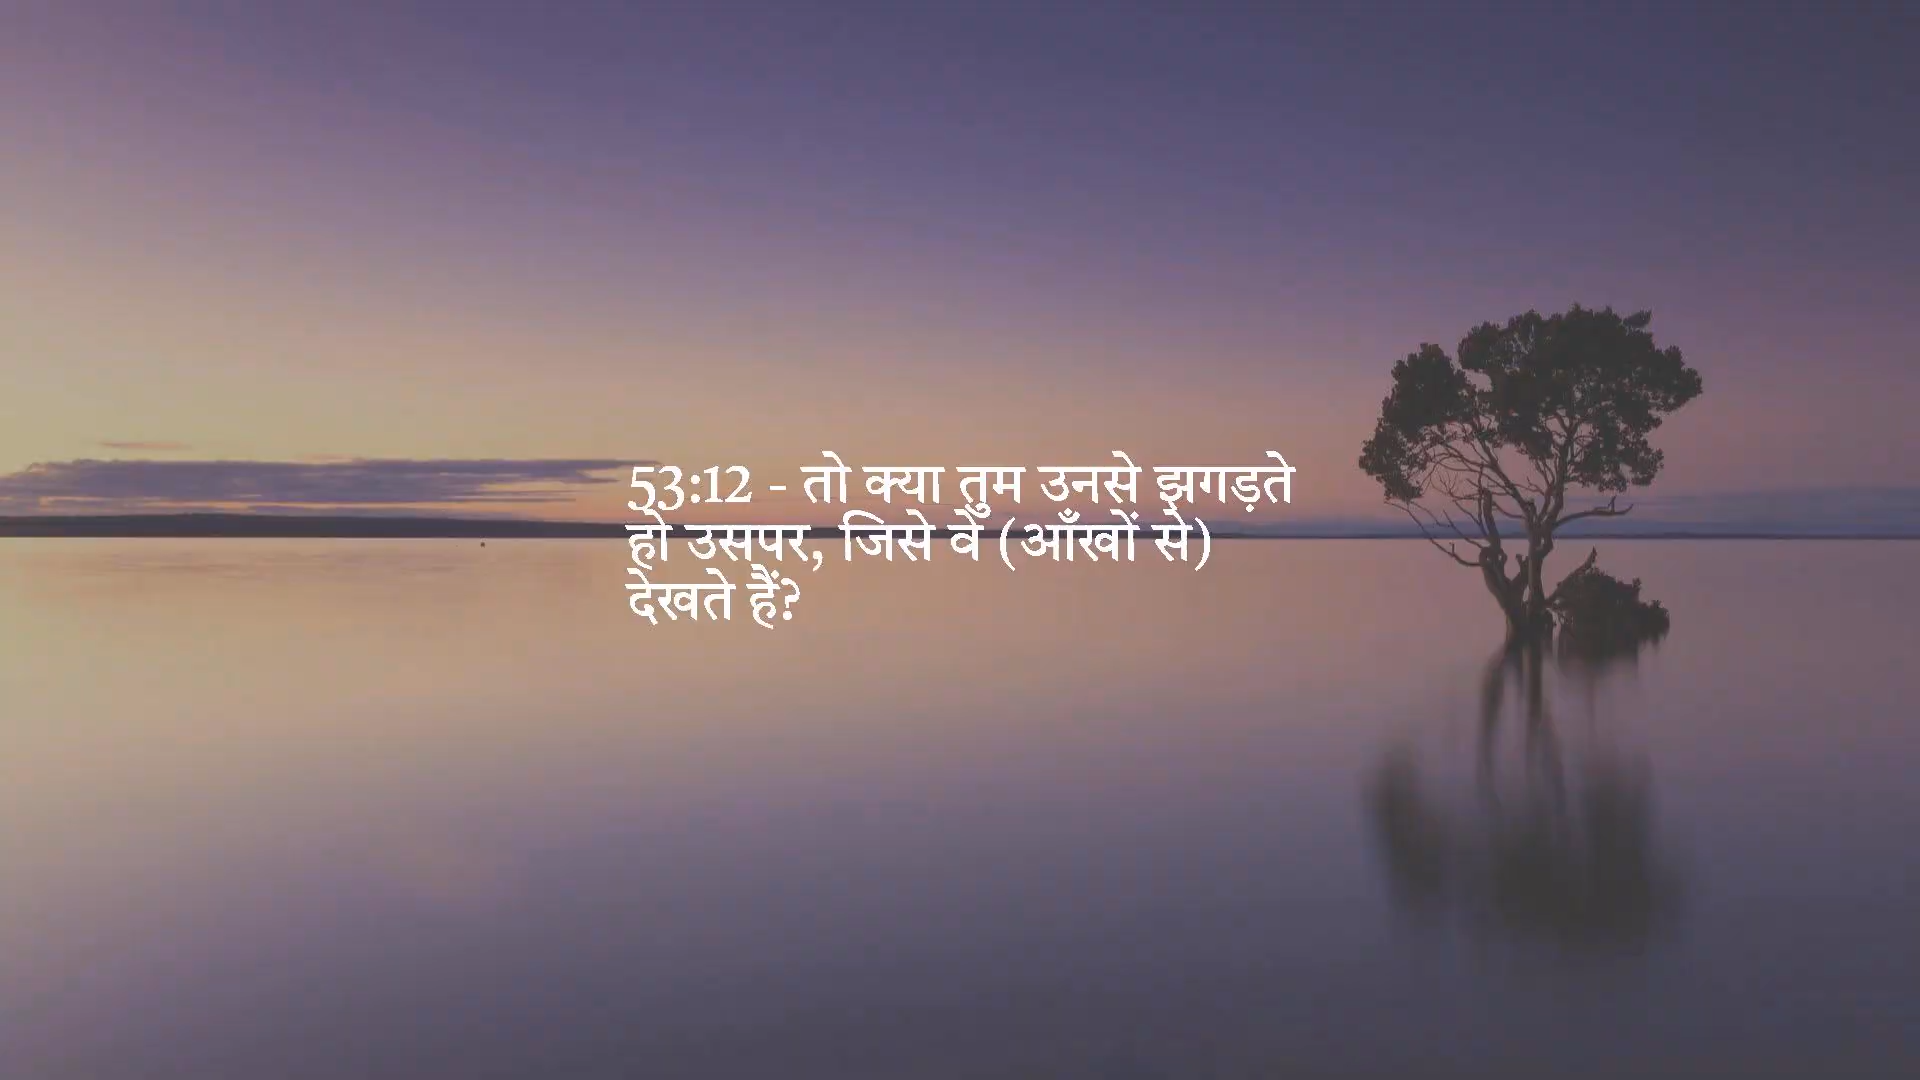 53:12 - तो क्या तुम उनसे झगड़ते
हो उसपर, जिसे वे (आँखों से)
देखते हैं?